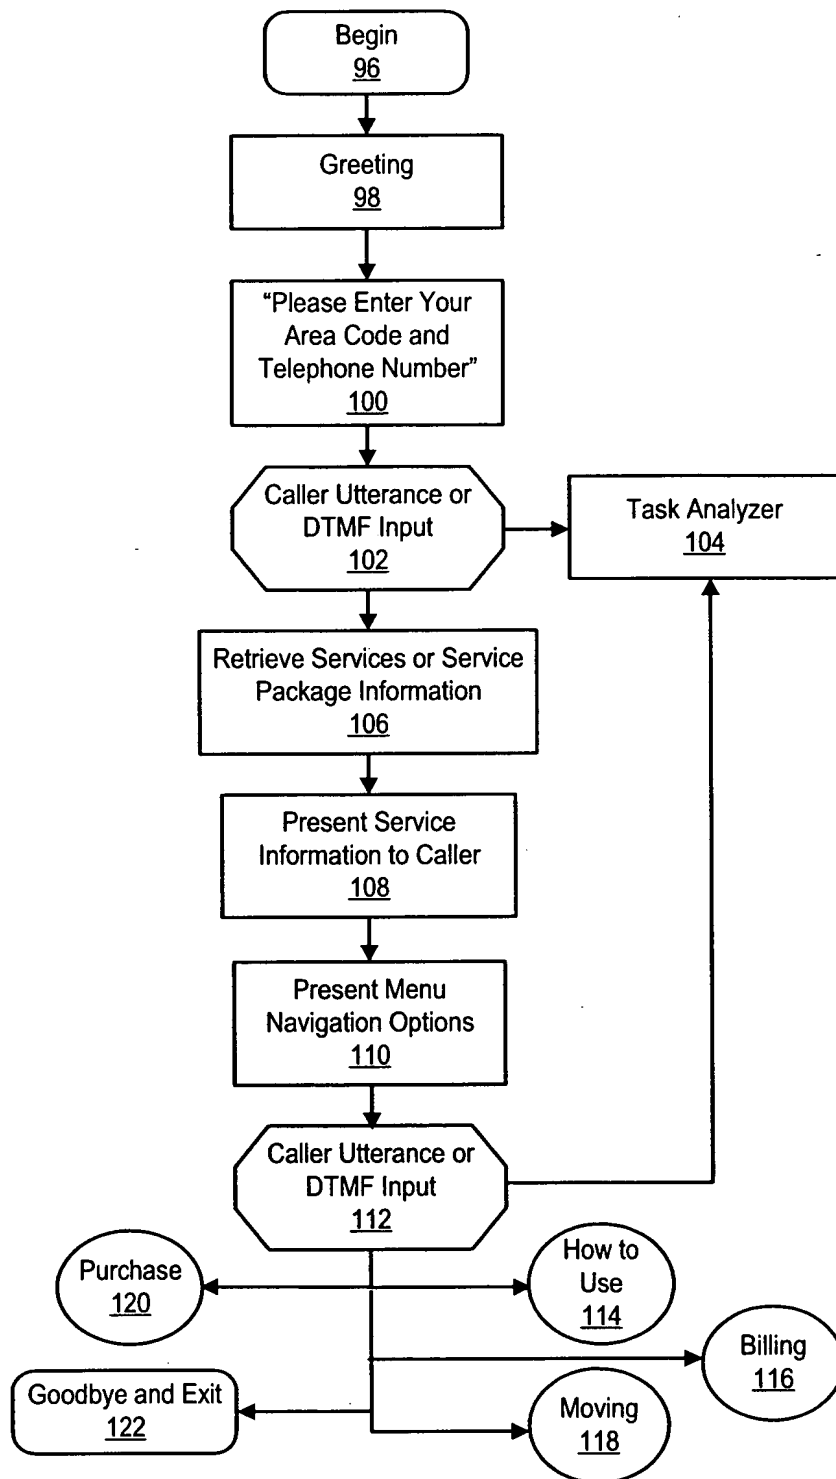 Begin
96
Greeting
98
“Please Enter Your
Area Code and
Telephone Number”
100
Caller Utterance or
DTMF Input
102
Task Analyzer
104
Retrieve Services or Service
Package Information
106
Present Service
Information to Caller
108
Present Menu
Navigation Options
110
Caller Utterance or
DTMF Input
112
Purchase
120
How to
Use
114
Billing
116
Goodbye and Exit
122
Moving
118